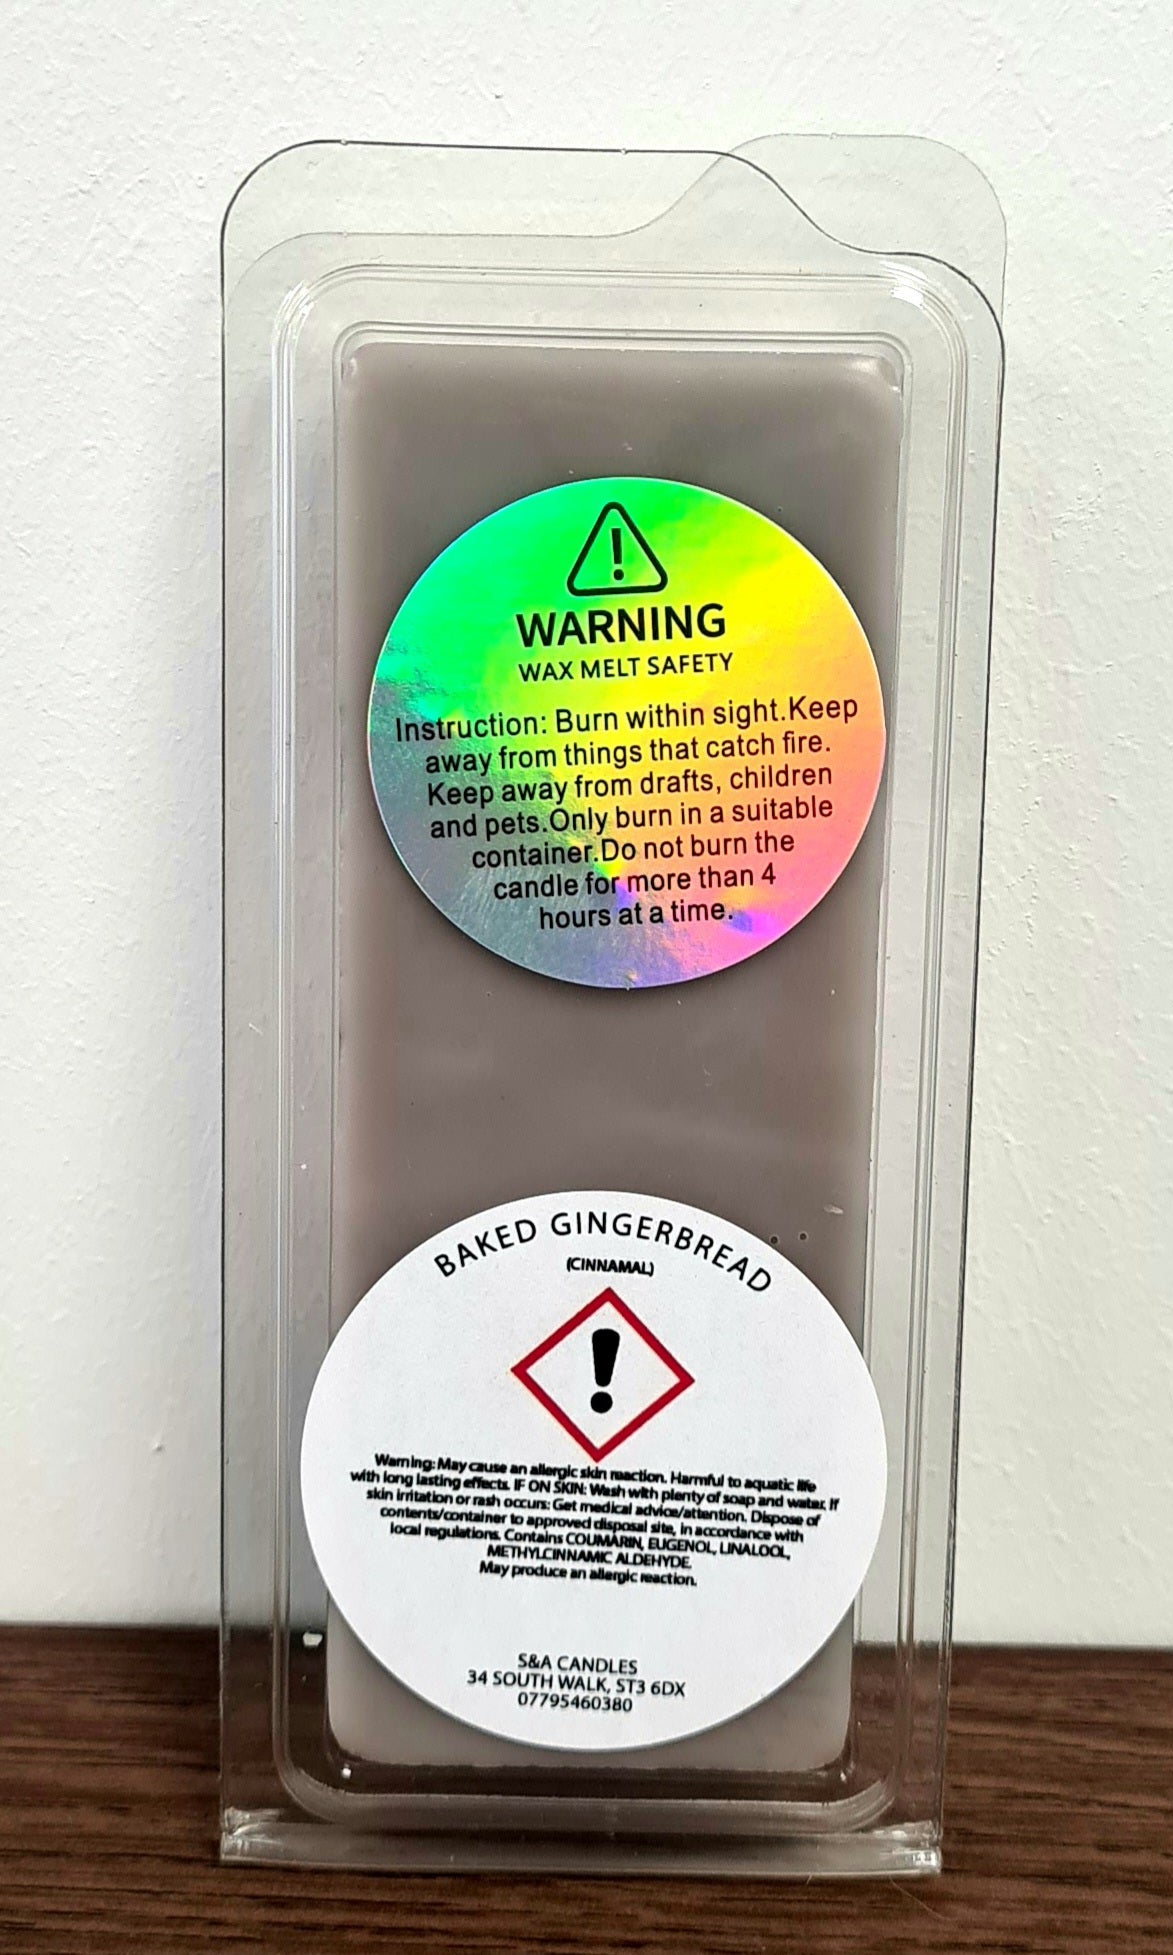 WARNING
WAX MELT SAFETY
Instruction: Burn within sight.Keep
away from things that catch fire.
Keep away from drafts, children
and pets.Only burn in a suitable
container.Do not burn the
candle for more than 4
hours at a time.
BAKED GINGERBREAD
(CINNAMAL)
Warning: May cause an allergic skin reaction. Harmful to aquatic life
with long lasting effects. IF ON SKIN: Wash with plenty of soap and water. If
skin irritation or rash occurs: Get medical advice/attention. Dispose of
contents/container to approved disposal site, in accordance with
local regulations. Contains COUMARIN, EUGENOL, LINALOOL,
METHYLCINNAMIC ALDEHYDE.
May produce an allergic reaction.
S&A CANDLES
34 SOUTH WALK, ST3 6DX
07795460380